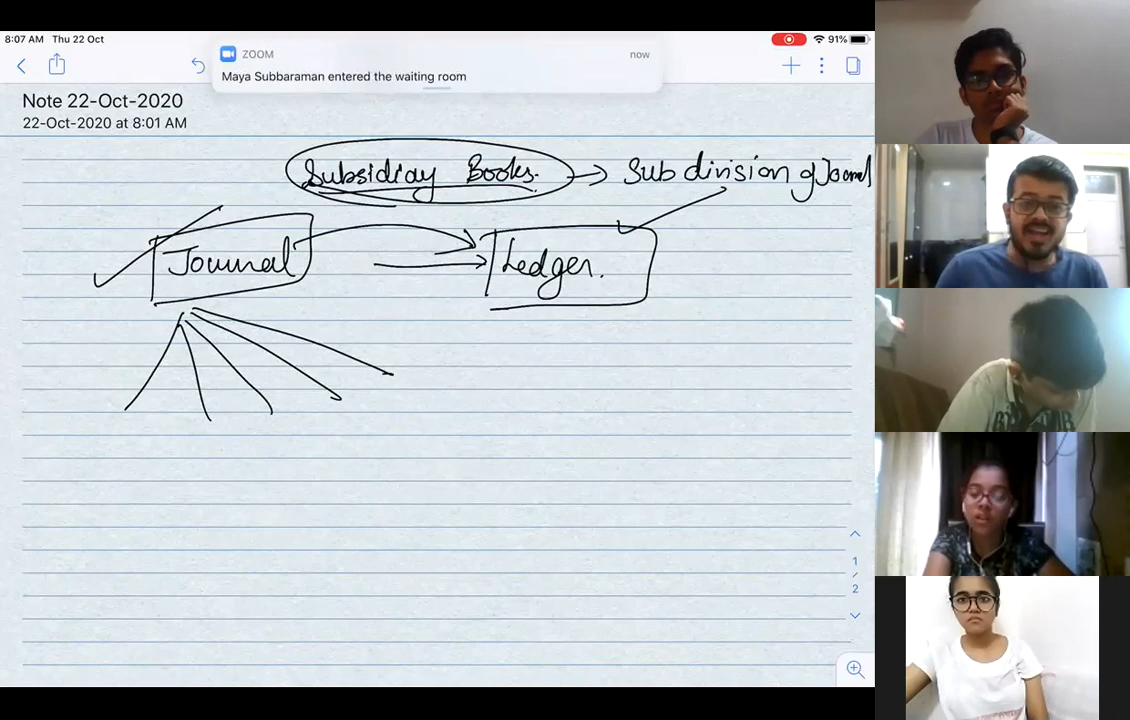 8:07 AM Thu 22 Oct
91%
ZOOM
now
Maya Subbaraman entered the waiting room
Note 22-Oct-2020
22-Oct-2020 at 8:01 AM
Subsidiay Books. → Sub division of Journal
Journal → Ledger.
1
/
2